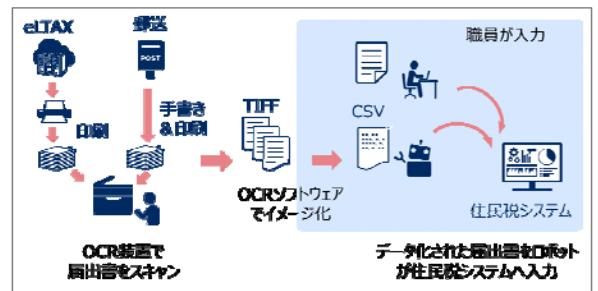 eLTAX
郵送
POST
印刷
手書き
&印刷
TIFF
OCRソフトウェア
でイメージ化
OCR装置で
届出書をスキャン
職員が入力
CSV
住民税システム
データ化された届出書をロボット
が住民税システムへ入力